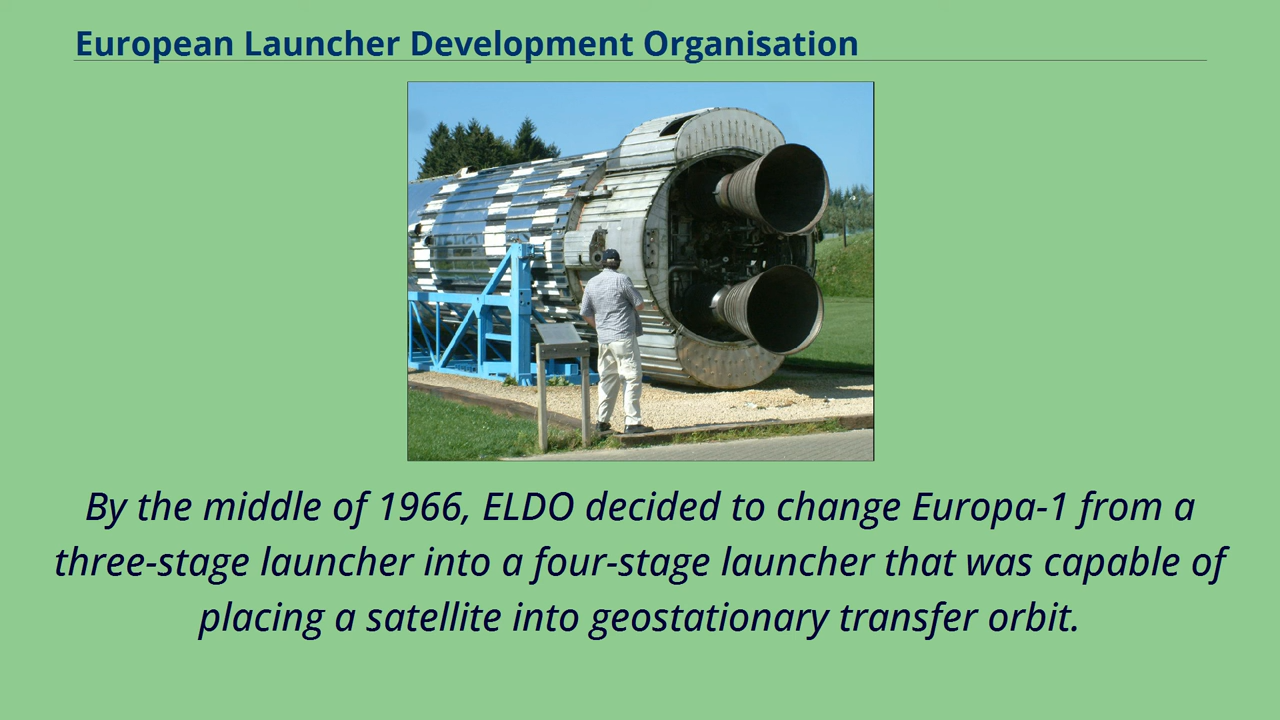 European Launcher Development Organisation
By the middle of 1966, ELDO decided to change Europa-1 from a
three-stage launcher into a four-stage launcher that was capable of
placing a satellite into geostationary transfer orbit.